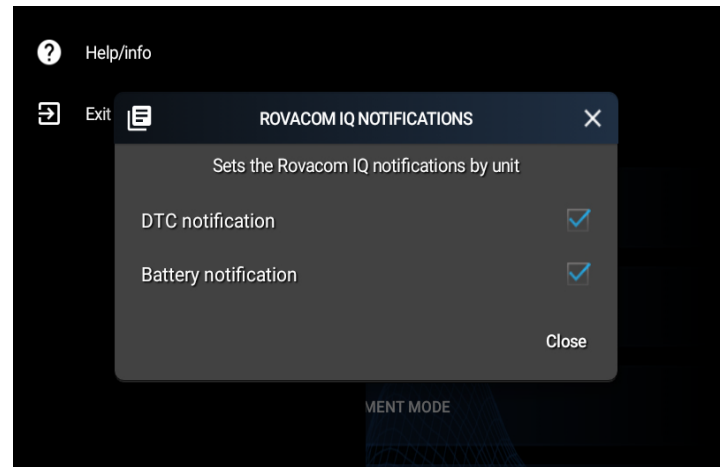 Help/info
Exit
ROVACOM IQ NOTIFICATIONS
Sets the Rovacom IQ notifications by unit
DTC notification
Battery notification
Close
MENT MODE